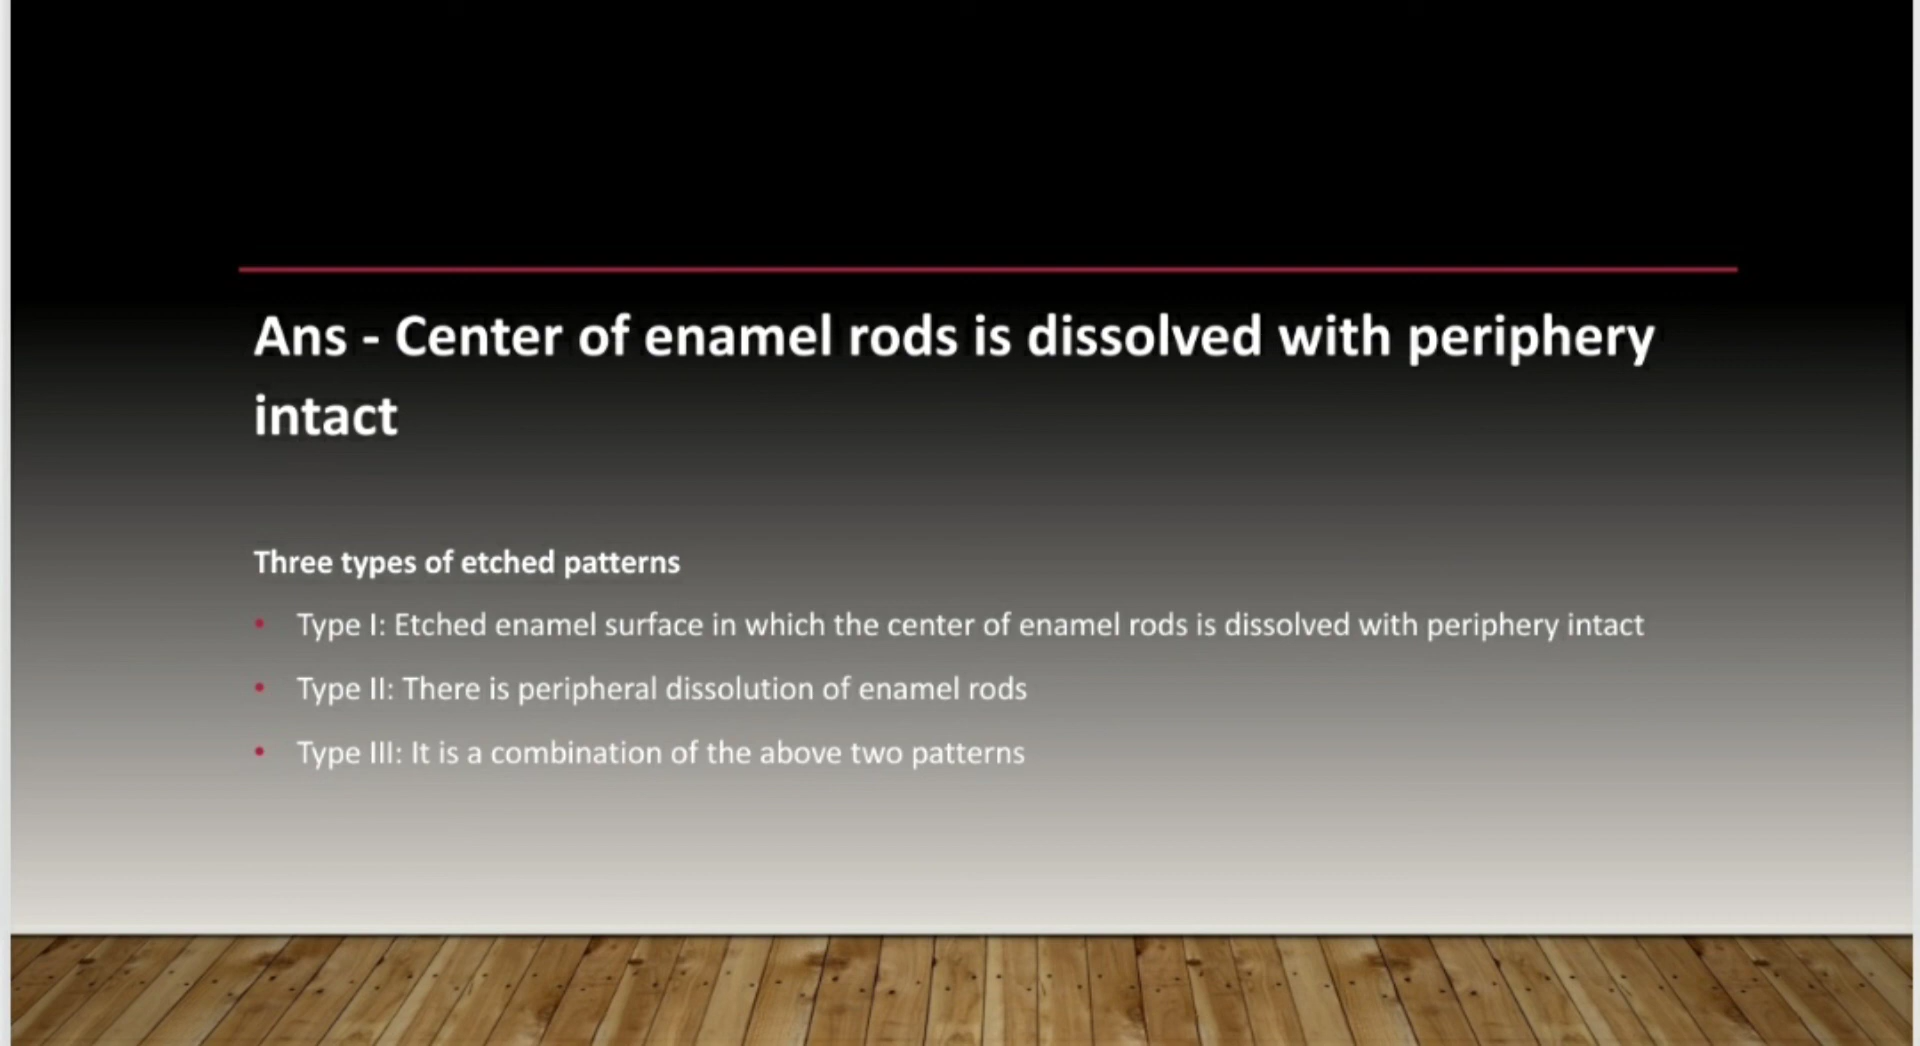 Ans - Center of enamel rods is dissolved with periphery
intact
Three types of etched patterns
• Type I: Etched enamel surface in which the center of enamel rods is dissolved with periphery intact
• Type II: There is peripheral dissolution of enamel rods
• Type III: It is a combination of the above two patterns